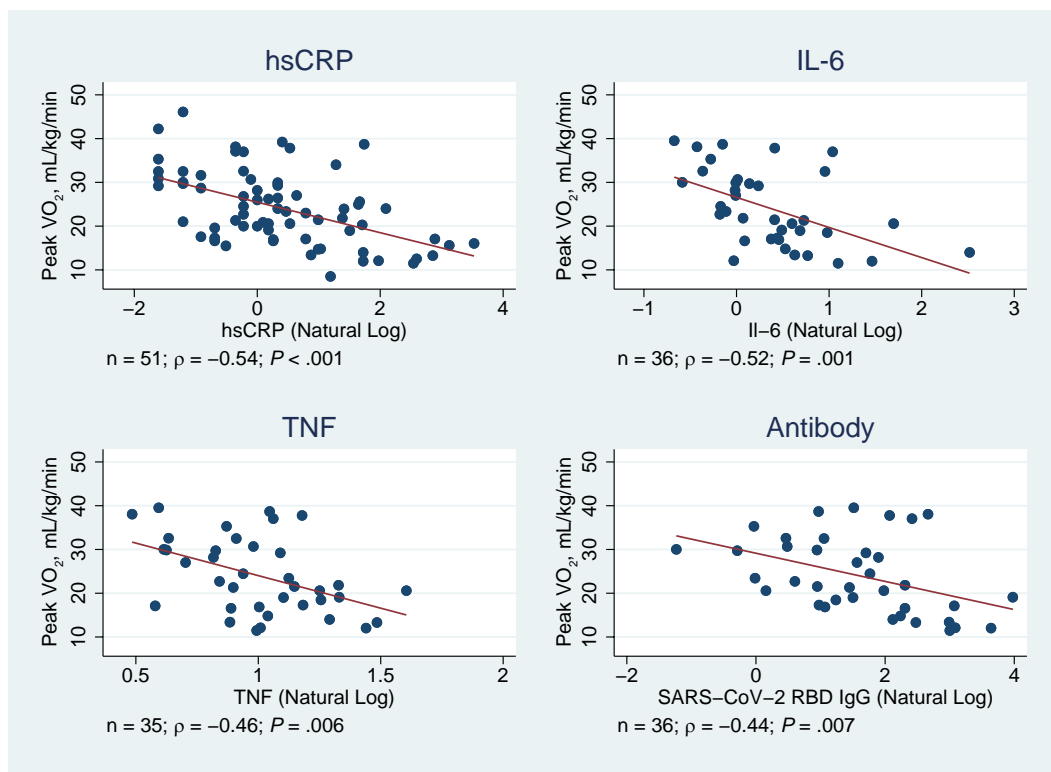 hsCRP
Peak VO2, mL/kg/min
50
40
30
20
10
−2
0
2
4
hsCRP (Natural Log)
n = 51; ρ = −0.54; P < .001
IL-6
Peak VO2, mL/kg/min
50
40
30
20
10
−1
0
1
2
3
Il−6 (Natural Log)
n = 36; ρ = −0.52; P = .001
TNF
Peak VO2, mL/kg/min
50
40
30
20
10
0.5
1
1.5
2
TNF (Natural Log)
n = 35; ρ = −0.46; P = .006
Antibody
Peak VO2, mL/kg/min
50
40
30
20
10
−2
0
2
4
SARS−CoV−2 RBD IgG (Natural Log)
n = 36; ρ = −0.44; P = .007